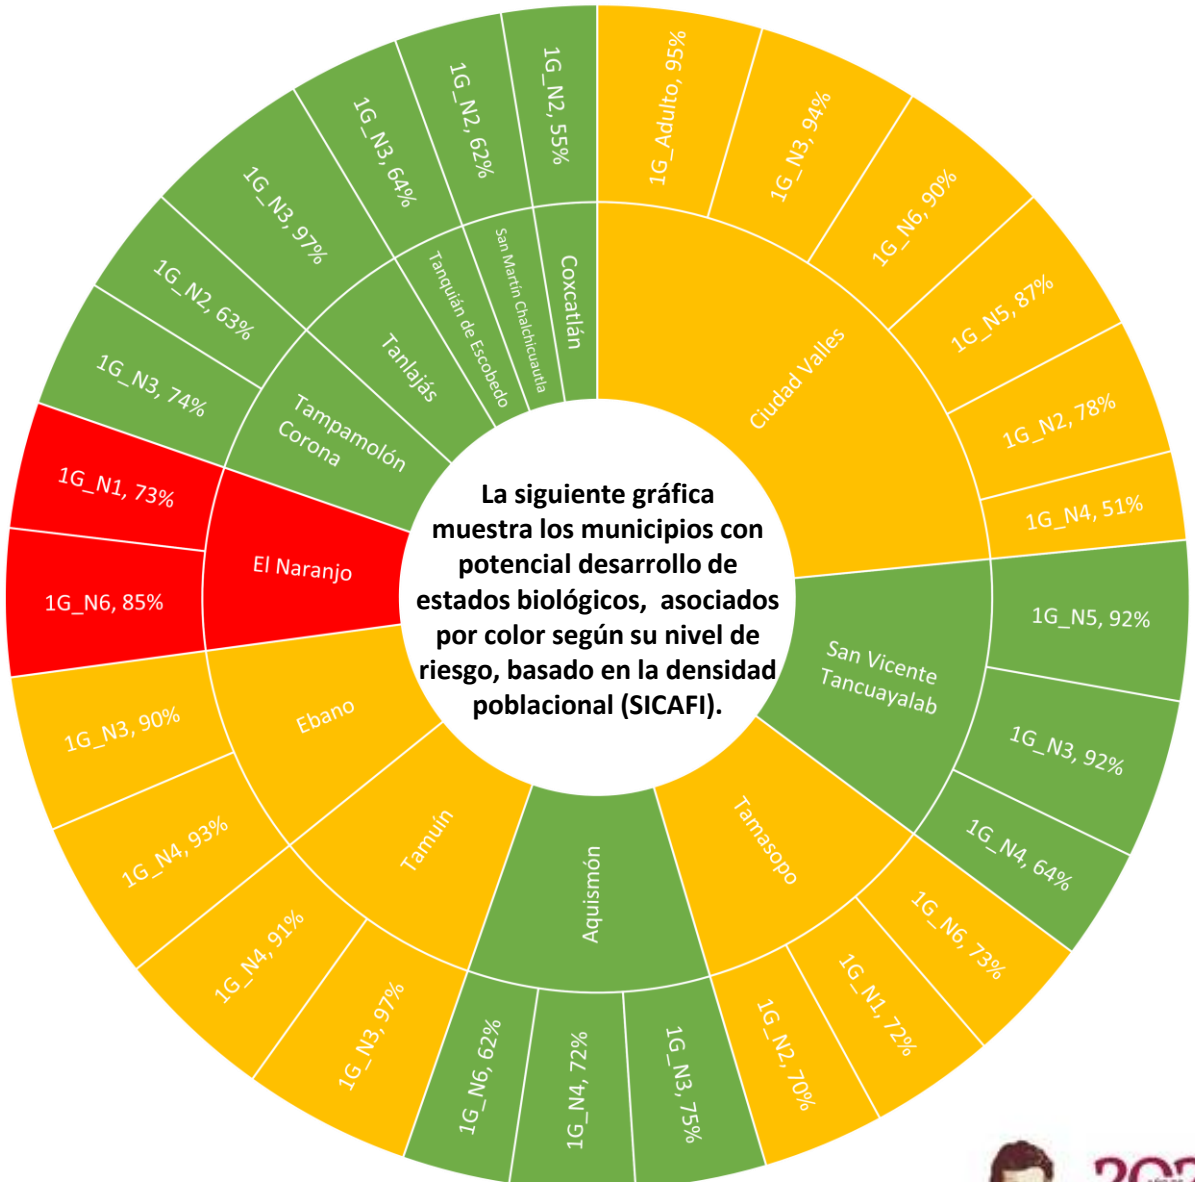 1G_Adulto, 95%
1G_N3, 94%
1G_N6, 90%
1G_N5, 87%
1G_N2, 78%
1G_N4, 51%
Ciudad Valles
1G_N5, 92%
1G_N3, 92%
1G_N4, 64%
San Vicente
Tancuayalab
1G_N6, 73%
1G_N1, 72%
1G_N2, 70%
Tamasopo
1G_N3, 75%
1G_N4, 72%
1G_N6, 62%
Aquismón
1G_N3, 97%
1G_N4, 91%
Tamuín
1G_N4, 93%
1G_N3, 90%
Ebano
1G_N6, 85%
1G_N1, 73%
El Naranjo
1G_N3, 74%
1G_N2, 63%
Tampamolón
Corona
1G_N3, 97%
Tanlajás
1G_N3, 64%
Tanquián de Escobedo
1G_N2, 62%
San Martín Chalchicuautla
1G_N2, 55%
Coxcatlán
La siguiente gráfica
muestra los municipios con
potencial desarrollo de
estados biológicos,  asociados
por color según su nivel de
riesgo, basado en la densidad
poblacional (SICAFI).